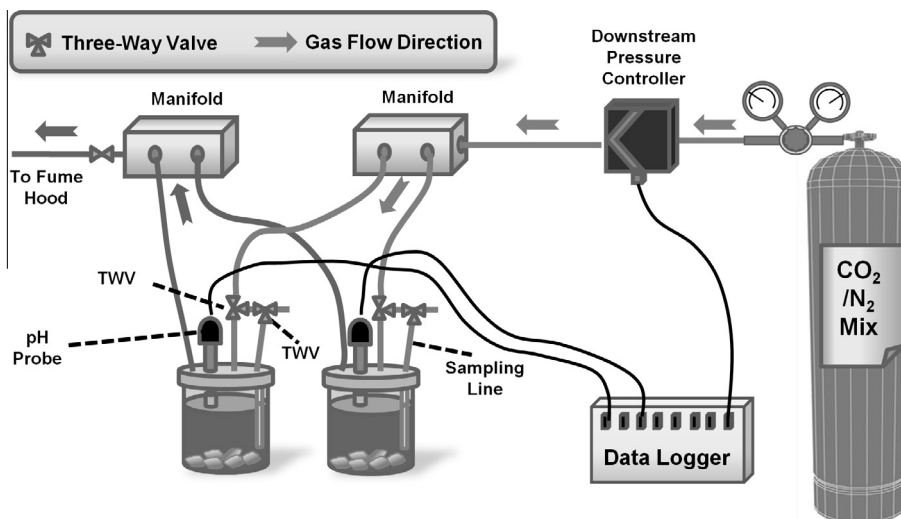 Three-Way Valve
Gas Flow Direction
Downstream
Pressure
Controller
Manifold
Manifold
To Fume
Hood
TWV
pH
Probe
TWV
Sampling
Line
CO₂
/N₂
Mix
Data Logger